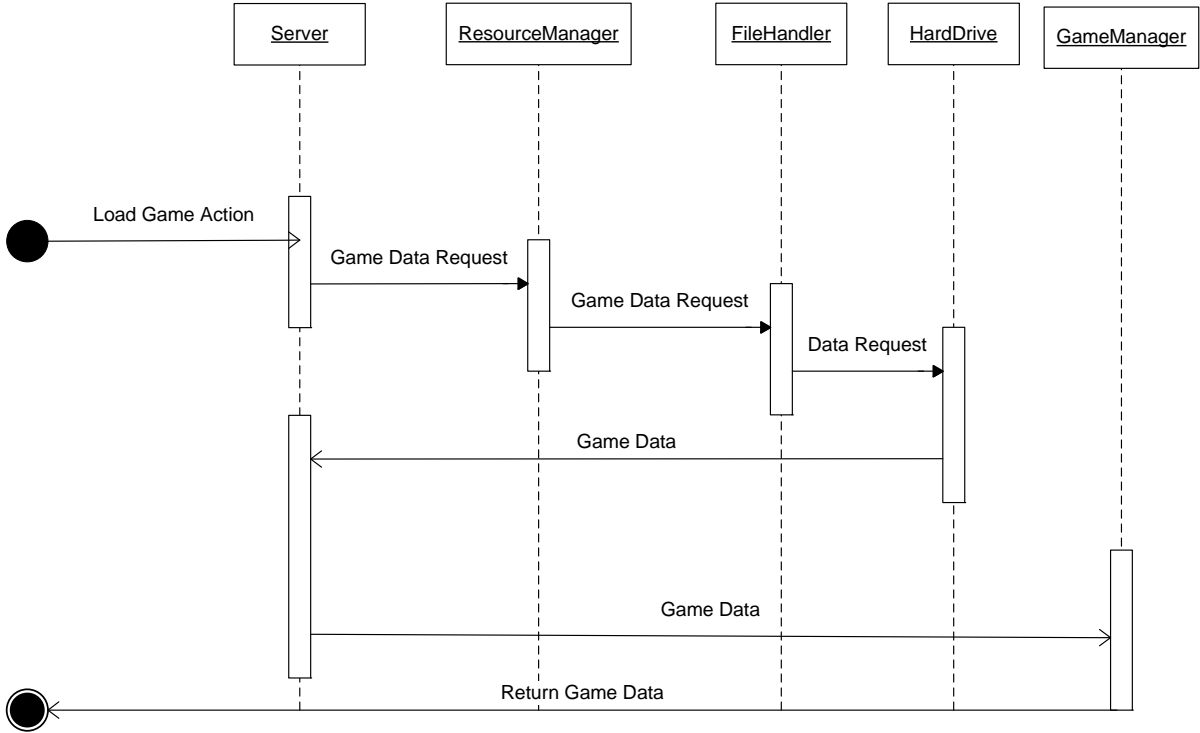 Server
ResourceManager
FileHandler
HardDrive
GameManager
Load Game Action
Game Data Request
Game Data Request
Data Request
Game Data
Game Data
Return Game Data